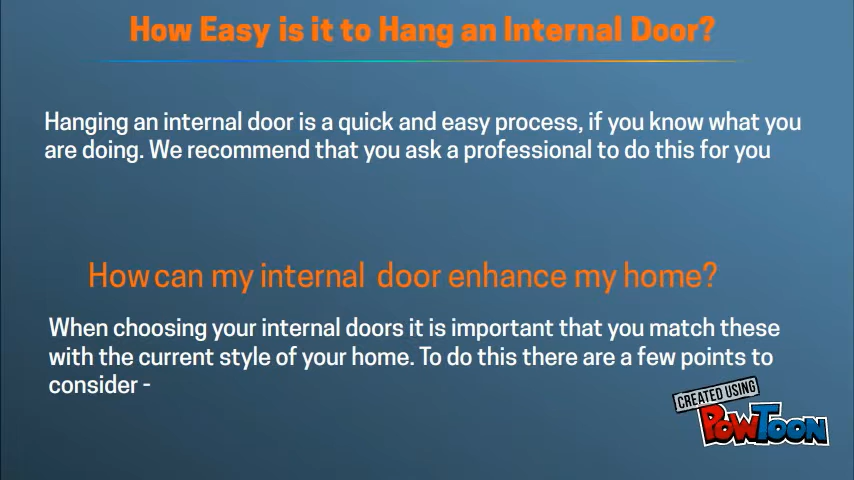 How Easy is it to Hang an Internal Door?
Hanging an internal door is a quick and easy process, if you know what you
are doing. We recommend that you ask a professional to do this for you
How can my internal door enhance my home?
When choosing your internal doors it is important that you match these
with the current style of your home. To do this there are a few points to
consider -
CREATED USING
POWTOON